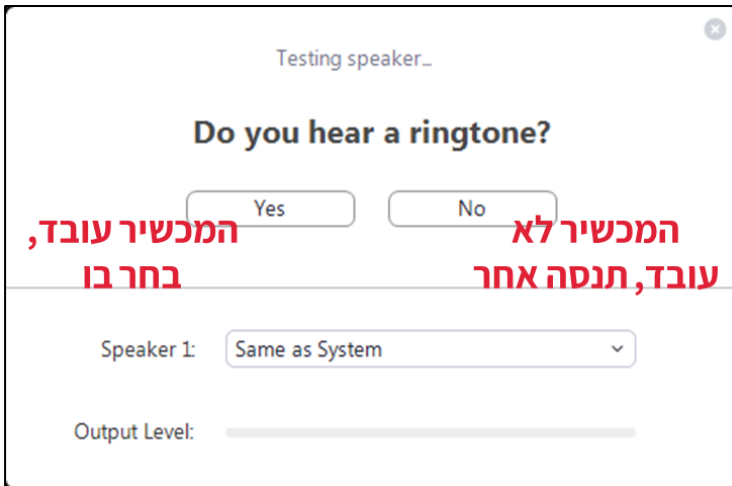 Testing speaker...
Do you hear a ringtone?
Yes
No
המכשיר עובד,
בחר בו
המכשיר לא
עובד, תנסה אחר
Speaker 1:
Same as System
Output Level: